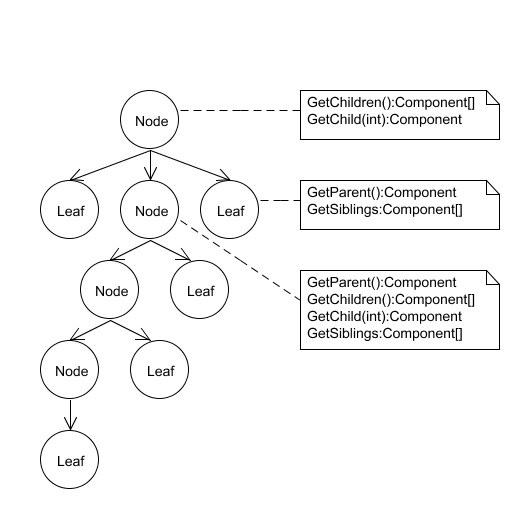 Node
GetChildren():Component[]
GetChild(int):Component
Leaf
Node
Leaf
GetParent():Component
GetSiblings:Component[]
Node
Leaf
GetParent():Component
GetChildren():Component[]
GetChild(int):Component
GetSiblings:Component[]
Node
Leaf
Leaf